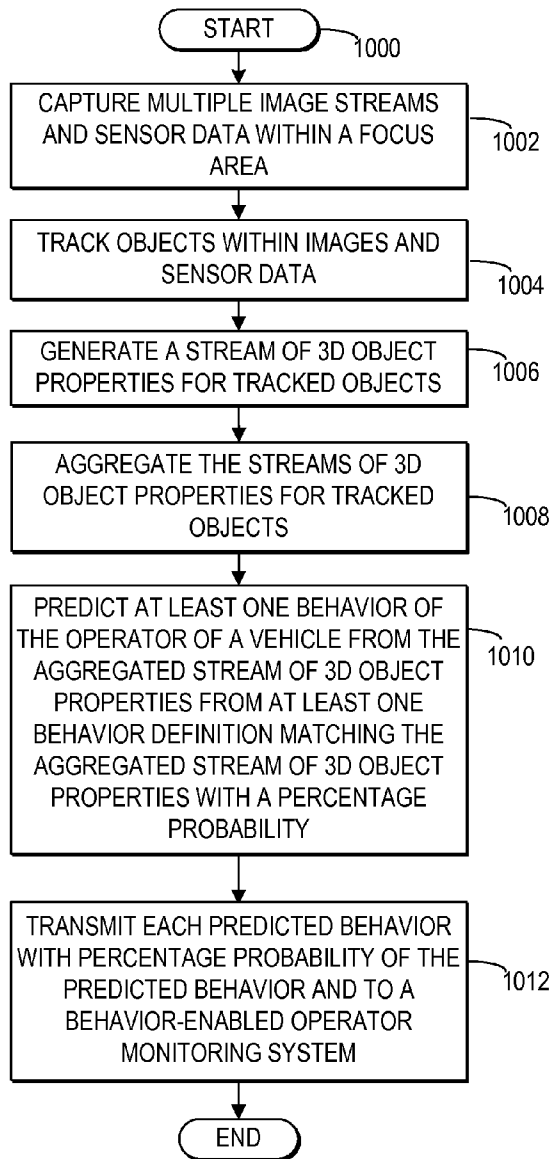 START
1000
CAPTURE MULTIPLE IMAGE STREAMS
AND SENSOR DATA WITHIN A FOCUS
AREA
1002
TRACK OBJECTS WITHIN IMAGES AND
SENSOR DATA
1004
GENERATE A STREAM OF 3D OBJECT
PROPERTIES FOR TRACKED OBJECTS
1006
AGGREGATE THE STREAMS OF 3D
OBJECT PROPERTIES FOR TRACKED
OBJECTS
1008
PREDICT AT LEAST ONE BEHAVIOR OF
THE OPERATOR OF A VEHICLE FROM THE
AGGREGATED STREAM OF 3D OBJECT
PROPERTIES FROM AT LEAST ONE
BEHAVIOR DEFINITION MATCHING THE
AGGREGATED STREAM OF 3D OBJECT
PROPERTIES WITH A PERCENTAGE
PROBABILITY
1010
TRANSMIT EACH PREDICTED BEHAVIOR
WITH PERCENTAGE PROBABILITY OF THE
PREDICTED BEHAVIOR AND TO A
BEHAVIOR-ENABLED OPERATOR
MONITORING SYSTEM
1012
END